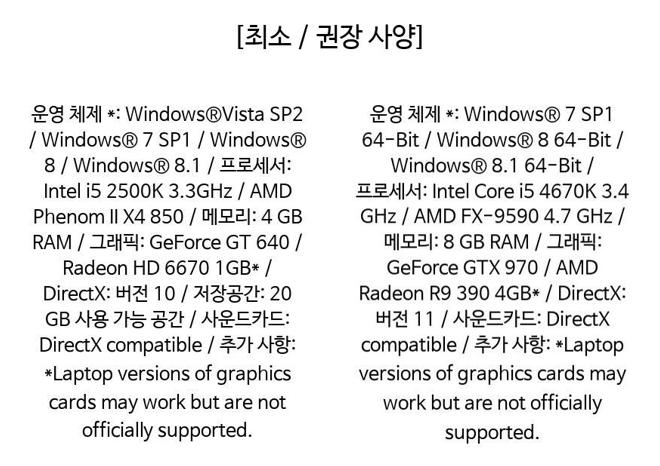 [최소 / 권장 사양]
운영 체제 *: Windows®Vista SP2
/ Windows® 7 SP1 / Windows®
8 / Windows® 8.1 / 프로세서:
Intel i5 2500K 3.3GHz / AMD
Phenom II X4 850 / 메모리: 4 GB
RAM / 그래픽: GeForce GT 640 /
Radeon HD 6670 1GB* /
DirectX: 버전 10 / 저장공간: 20
GB 사용 가능 공간 / 사운드카드:
DirectX compatible / 추가 사항:
*Laptop versions of graphics
cards may work but are not
officially supported.
운영 체제 *: Windows® 7 SP1
64-Bit / Windows® 8 64-Bit /
Windows® 8.1 64-Bit /
프로세서: Intel Core i5 4670K 3.4
GHz / AMD FX-9590 4.7 GHz /
메모리: 8 GB RAM / 그래픽:
GeForce GTX 970 / AMD
Radeon R9 390 4GB* / DirectX:
버전 11 / 사운드카드: DirectX
compatible / 추가 사항: *Laptop
versions of graphics cards may
work but are not officially
supported.